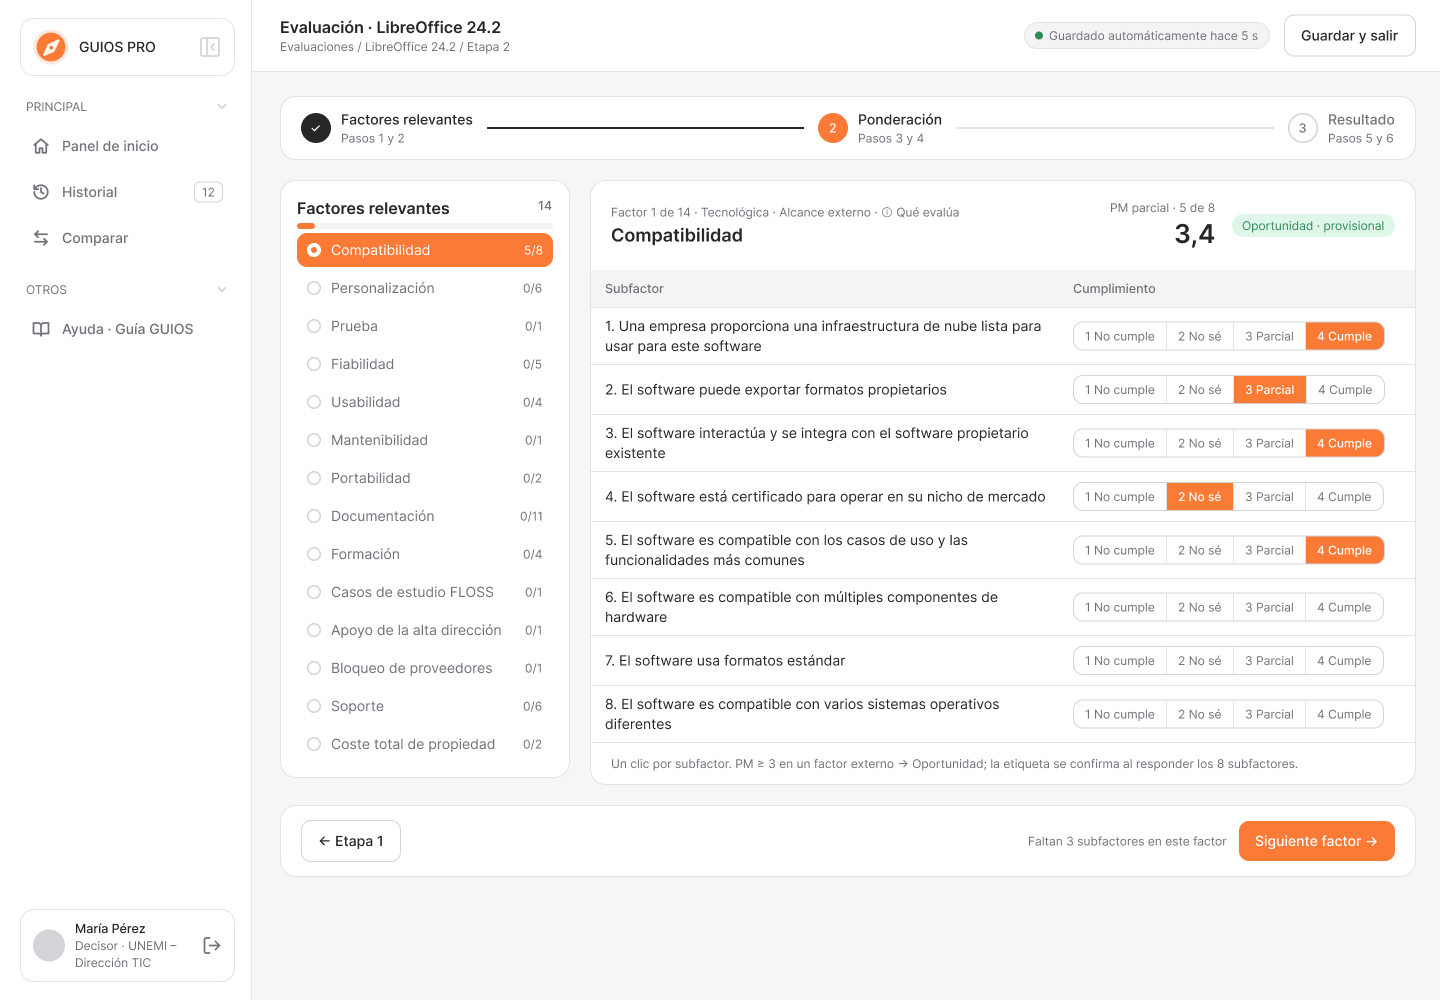 GUIOS PRO
PRINCIPAL
Panel de inicio
Historial 12
Comparar
OTROS
Ayuda · Guía GUIOS
María Pérez
Decisor · UNEMI –
Dirección TIC
Evaluación · LibreOffice 24.2
Evaluaciones / LibreOffice 24.2 / Etapa 2
Guardado automáticamente hace 5 s
Guardar y salir
Factores relevantes
Pasos 1 y 2
2
Ponderación
Pasos 3 y 4
3
Resultado
Pasos 5 y 6
Factores relevantes 14
Compatibilidad 5/8
Personalización 0/6
Prueba 0/1
Fiabilidad 0/5
Usabilidad 0/4
Mantenibilidad 0/1
Portabilidad 0/2
Documentación 0/11
Formación 0/4
Casos de estudio FLOSS 0/1
Apoyo de la alta dirección 0/1
Bloqueo de proveedores 0/1
Soporte 0/6
Coste total de propiedad 0/2
Factor 1 de 14 · Tecnológica · Alcance externo · ⓘ Qué evalúa
Compatibilidad
PM parcial · 5 de 8
3,4
Oportunidad · provisional
Subfactor Cumplimiento
1. Una empresa proporciona una infraestructura de nube lista para
usar para este software
1 No cumple 2 No sé 3 Parcial 4 Cumple
2. El software puede exportar formatos propietarios
1 No cumple 2 No sé 3 Parcial 4 Cumple
3. El software interactúa y se integra con el software propietario
existente
1 No cumple 2 No sé 3 Parcial 4 Cumple
4. El software está certificado para operar en su nicho de mercado
1 No cumple 2 No sé 3 Parcial 4 Cumple
5. El software es compatible con los casos de uso y las
funcionalidades más comunes
1 No cumple 2 No sé 3 Parcial 4 Cumple
6. El software es compatible con múltiples componentes de
hardware
1 No cumple 2 No sé 3 Parcial 4 Cumple
7. El software usa formatos estándar
1 No cumple 2 No sé 3 Parcial 4 Cumple
8. El software es compatible con varios sistemas operativos
diferentes
1 No cumple 2 No sé 3 Parcial 4 Cumple
Un clic por subfactor. PM ≥ 3 en un factor externo → Oportunidad; la etiqueta se confirma al responder los 8 subfactores.
← Etapa 1
Faltan 3 subfactores en este factor
Siguiente factor →